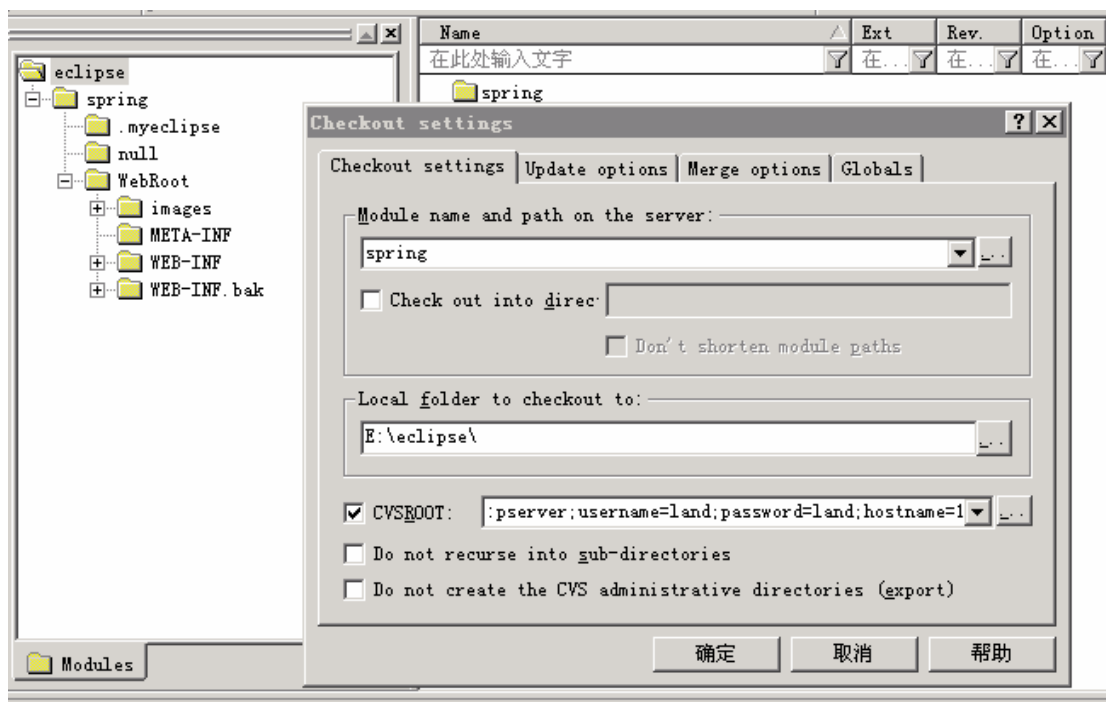 Name Ext Rev. Option
在此处输入文字 在... 在... 在...
eclipse
spring
.myeclipse
null
WebRoot
images
META-INF
WEB-INF
WEB-INF.bak
Modules
spring
Checkout settings
Checkout settings Update options Merge options Globals
Module name and path on the server:
spring
...
Check out into direc
Don't shorten module paths
Local folder to checkout to:
E:\eclipse\
...
CVSROOT: :pserver;username=land;password=land;hostname=1 ...
Do not recurse into sub-directories
Do not create the CVS administrative directories (export)
确定 取消 帮助